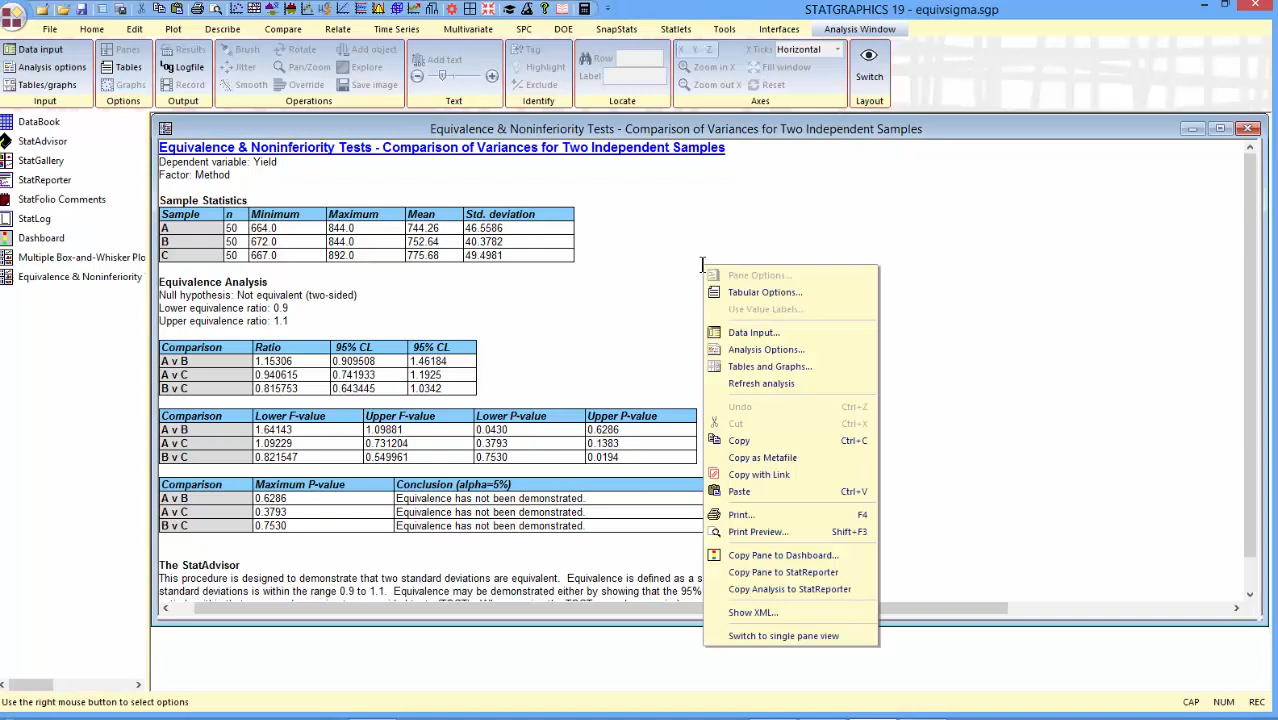 STATGRAPHICS 19 - equivsigma.sgp
File Home Edit Plot Describe Compare Relate Time Series Multivariate SPC DOE SnapStats Statlets Tools Interfaces View Analysis Window
Data input Panes Results Brush Rotate Add object Add text Tag Row X Y Z X Ticks Horizontal
Analysis options Tables Logfile Jitter Pan/Zoom Explore Highlight Zoom in X Fill window
Tables/graphs Graphs Record Smooth Override Save image Exclude Label Zoom out X Reset Switch
Input Options Output Operations Text Identify Locate Axes Layout
DataBook
StatAdvisor
StatGallery
StatReporter
StatFolio Comments
StatLog
Dashboard
Multiple Box-and-Whisker Plo
Equivalence & Noninferiority
Equivalence & Noninferiority Tests - Comparison of Variances for Two Independent Samples
Equivalence & Noninferiority Tests - Comparison of Variances for Two Independent Samples
Dependent variable: Yield
Factor: Method
Sample Statistics
Sample n Minimum Maximum Mean Std. deviation
A 50 664.0 844.0 744.26 46.5586
B 50 672.0 844.0 752.64 40.3782
C 50 667.0 892.0 775.68 49.4981
Equivalence Analysis
Null hypothesis: Not equivalent (two-sided)
Lower equivalence ratio: 0.9
Upper equivalence ratio: 1.1
Comparison Ratio 95% CL 95% CL
A v B 1.15306 0.909508 1.46184
A v C 0.940615 0.741933 1.1925
B v C 0.815753 0.643445 1.0342
Comparison Lower F-value Upper F-value Lower P-value Upper P-value
A v B 1.64143 1.09881 0.0430 0.6286
A v C 1.09229 0.731204 0.3793 0.1383
B v C 0.821547 0.549961 0.7530 0.0194
Comparison Maximum P-value Conclusion (alpha=5%)
A v B 0.6286 Equivalence has not been demonstrated.
A v C 0.3793 Equivalence has not been demonstrated.
B v C 0.7530 Equivalence has not been demonstrated.
The StatAdvisor
This procedure is designed to demonstrate that two standard deviations are equivalent. Equivalence is defined as a s
standard deviations is within the range 0.9 to 1.1. Equivalence may be demonstrated either by showing that the 95%
Pane Options...
Tabular Options...
Use Value Labels...
Data Input...
Analysis Options...
Tables and Graphs...
Refresh analysis
Undo Ctrl+Z
Cut Ctrl+X
Copy Ctrl+C
Copy as Metafile
Copy with Link
Paste Ctrl+V
Print... F4
Print Preview... Shift+F3
Copy Pane to Dashboard...
Copy Pane to StatReporter
Copy Analysis to StatReporter
Show XML...
Switch to single pane view
Use the right mouse button to select options CAP NUM REC